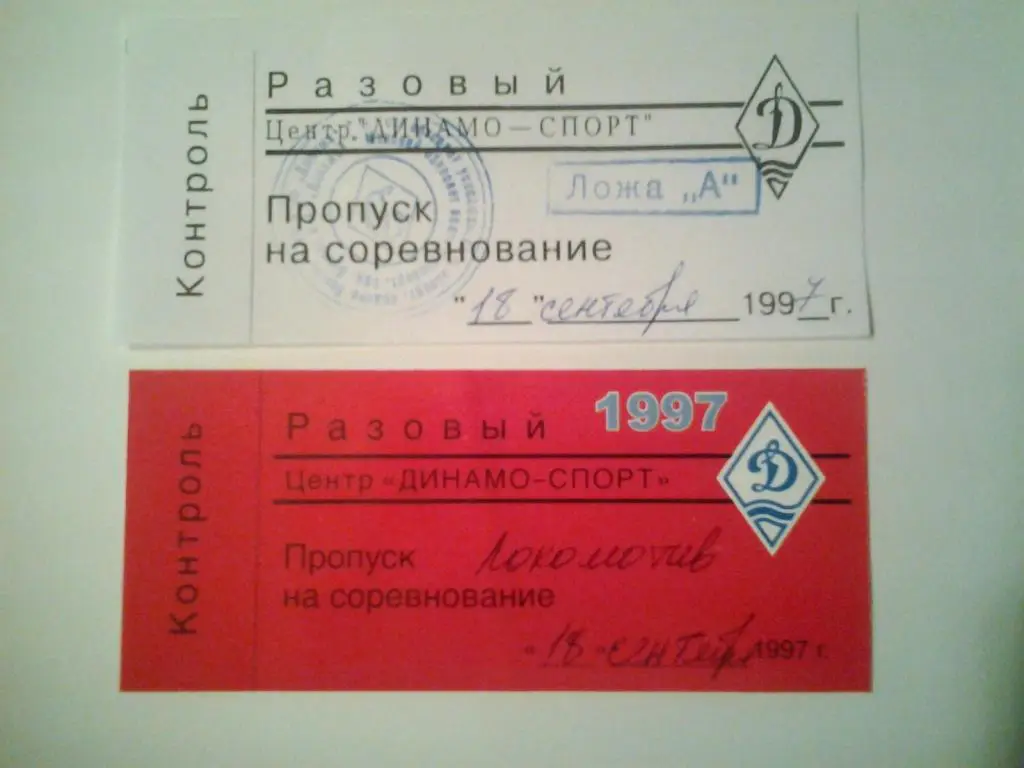 Контроль
Разовый
Центр "ДИНАМО—СПОРТ"
Ложа „А"
Пропуск
на соревнование
"18" сентября 1997 г.
Контроль
1997
Разовый
Центр «ДИНАМО-СПОРТ»
Пропуск Локомотив
на соревнование
"18" сентября 1997 г.